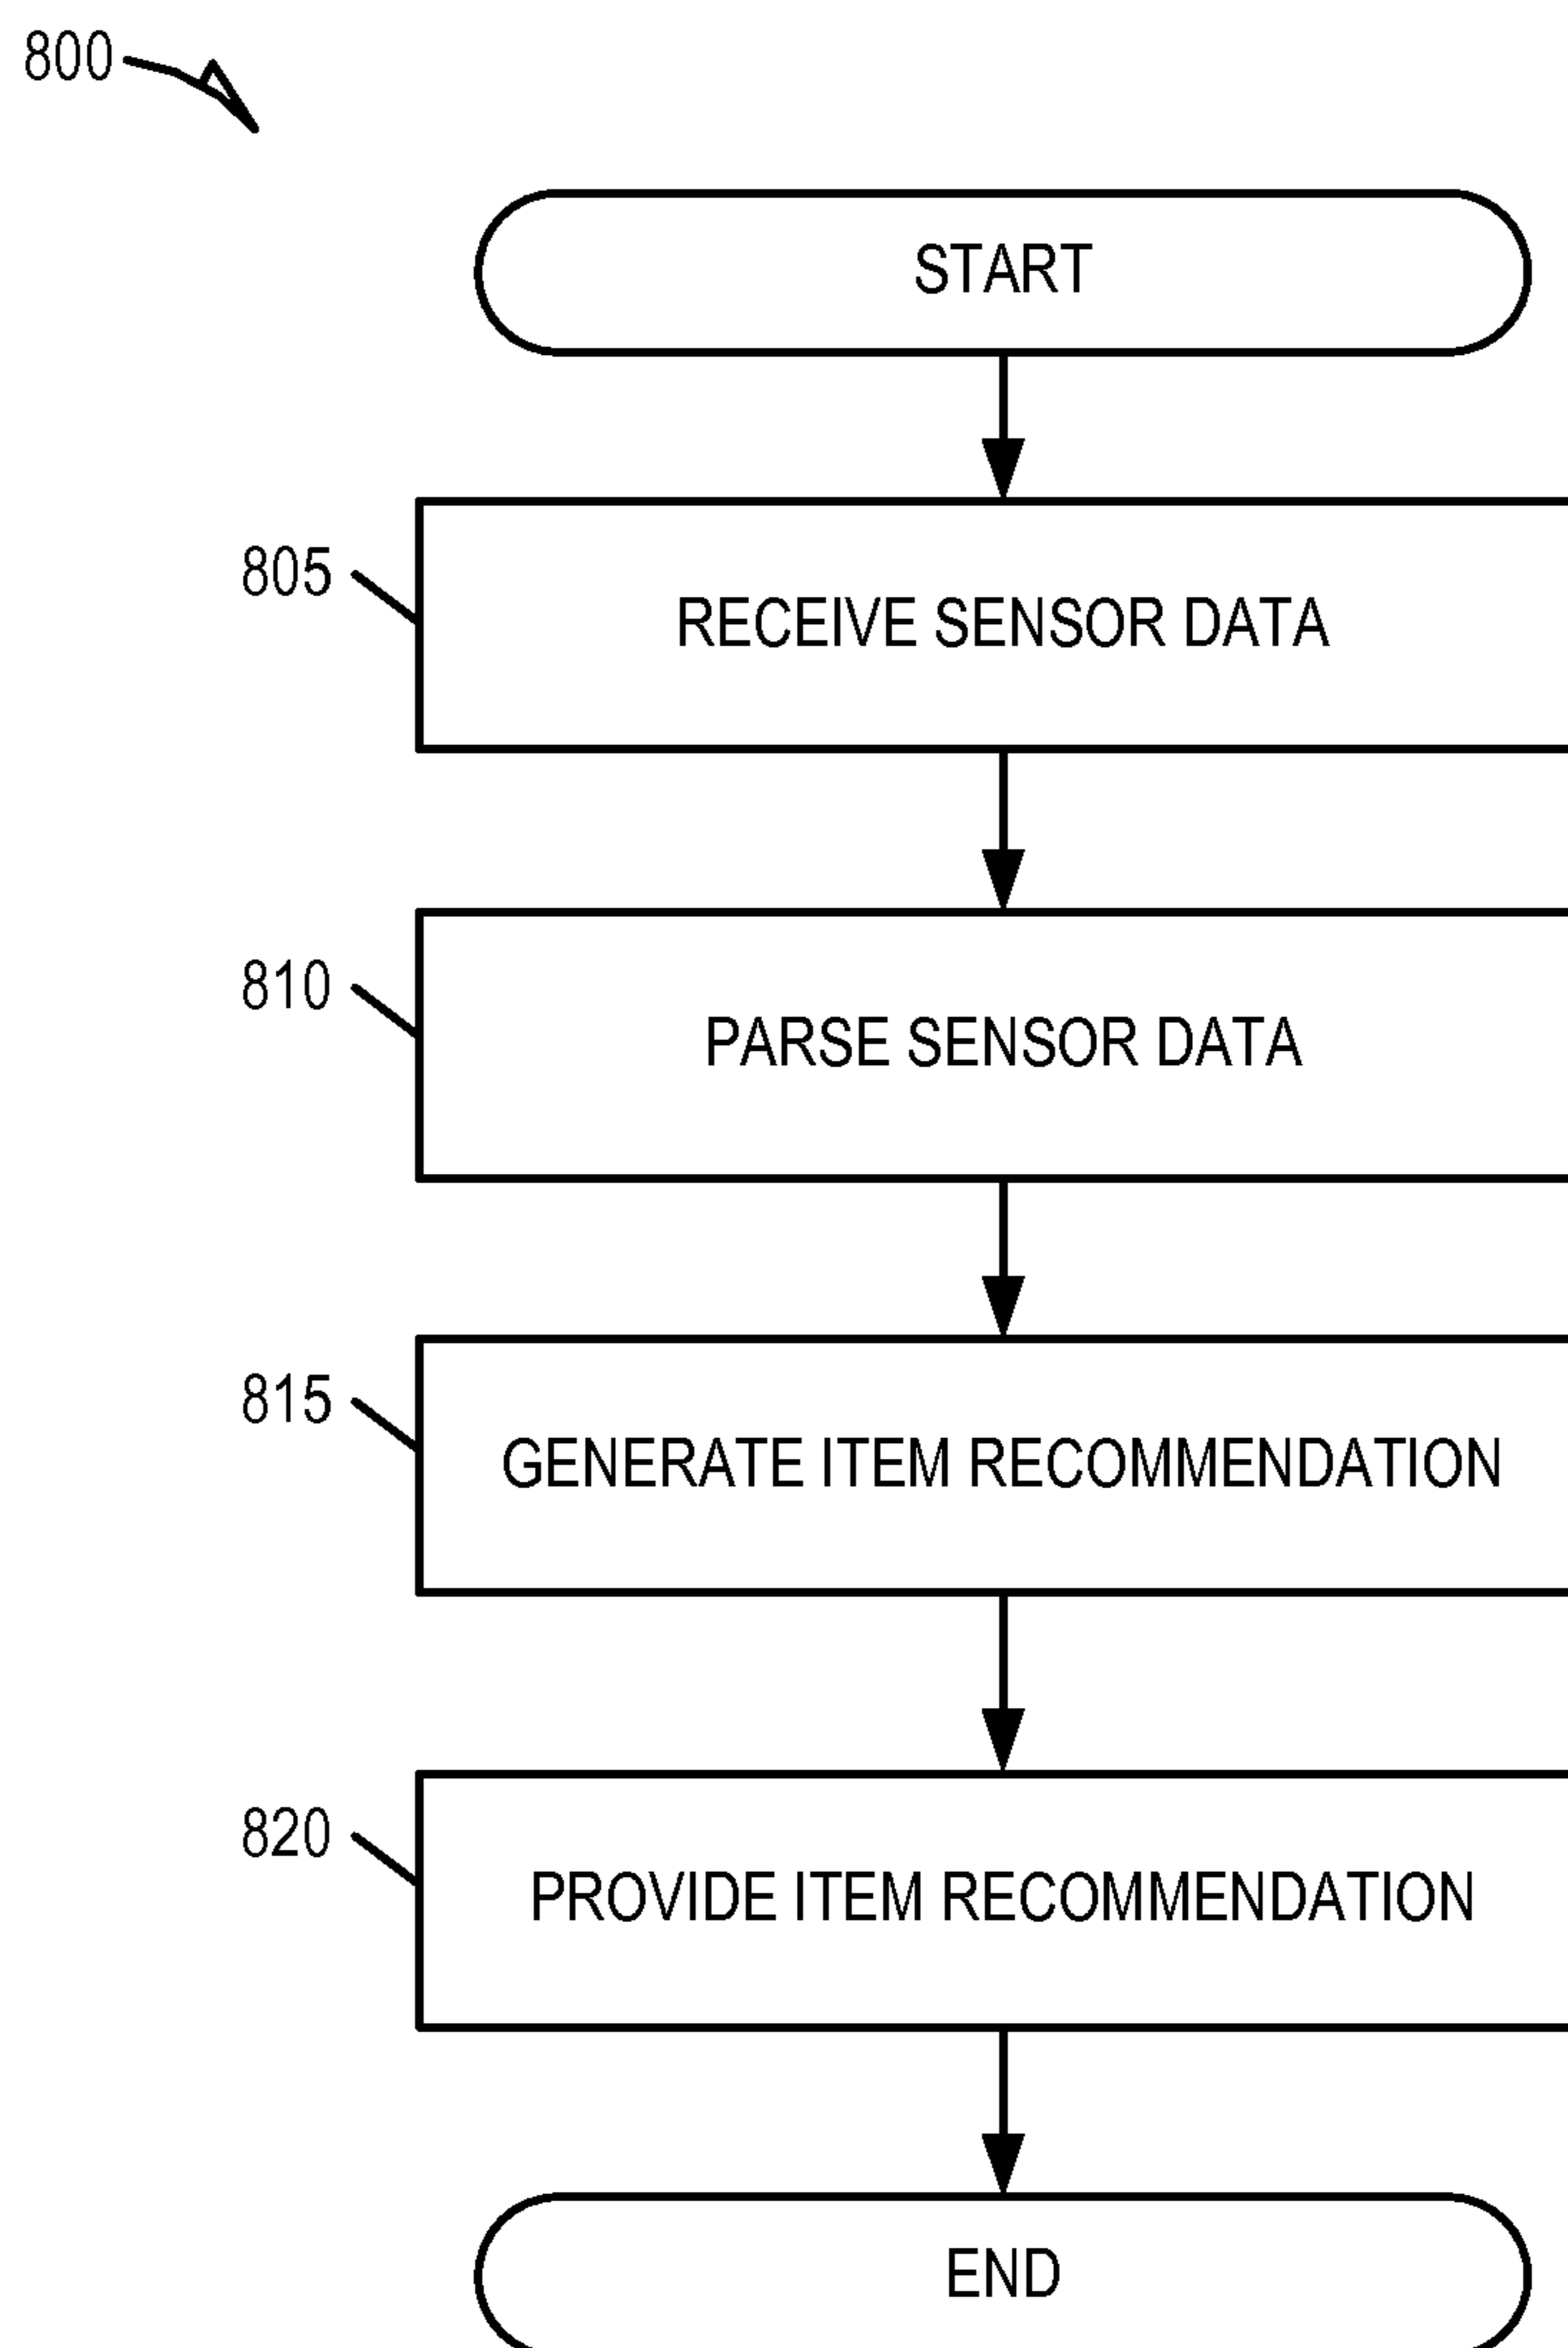 800
START
805
RECEIVE SENSOR DATA
810
PARSE SENSOR DATA
815
GENERATE ITEM RECOMMENDATION
820
PROVIDE ITEM RECOMMENDATION
END